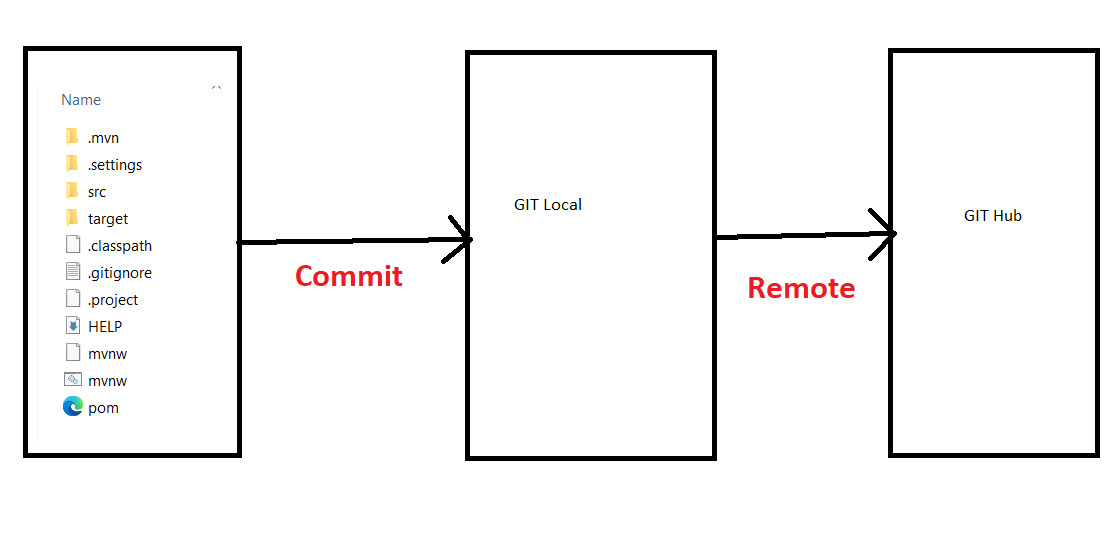 Name
.mvn
.settings
src
target
.classpath
.gitignore
.project
HELP
mvnw
mvnw
pom
Commit
GIT Local
Remote
GIT Hub